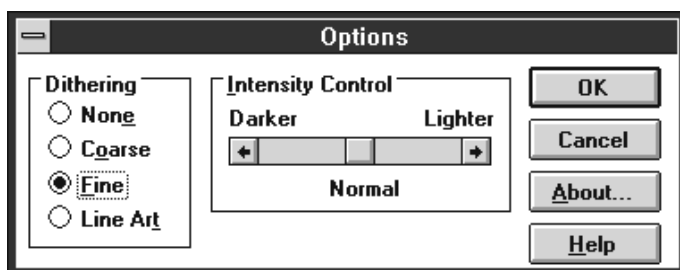 Options
Dithering
None
Coarse
Fine
Line Art
Intensity Control
Darker Lighter
Normal
OK
Cancel
About...
Help